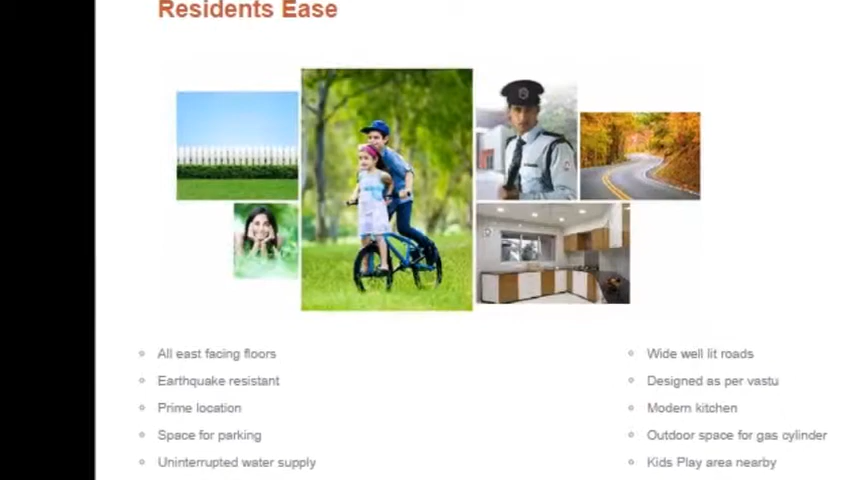 Residents Ease
All east facing floors
Earthquake resistant
Prime location
Space for parking
Uninterrupted water supply
Wide well lit roads
Designed as per vastu
Modern kitchen
Outdoor space for gas cylinder
Kids Play area nearby